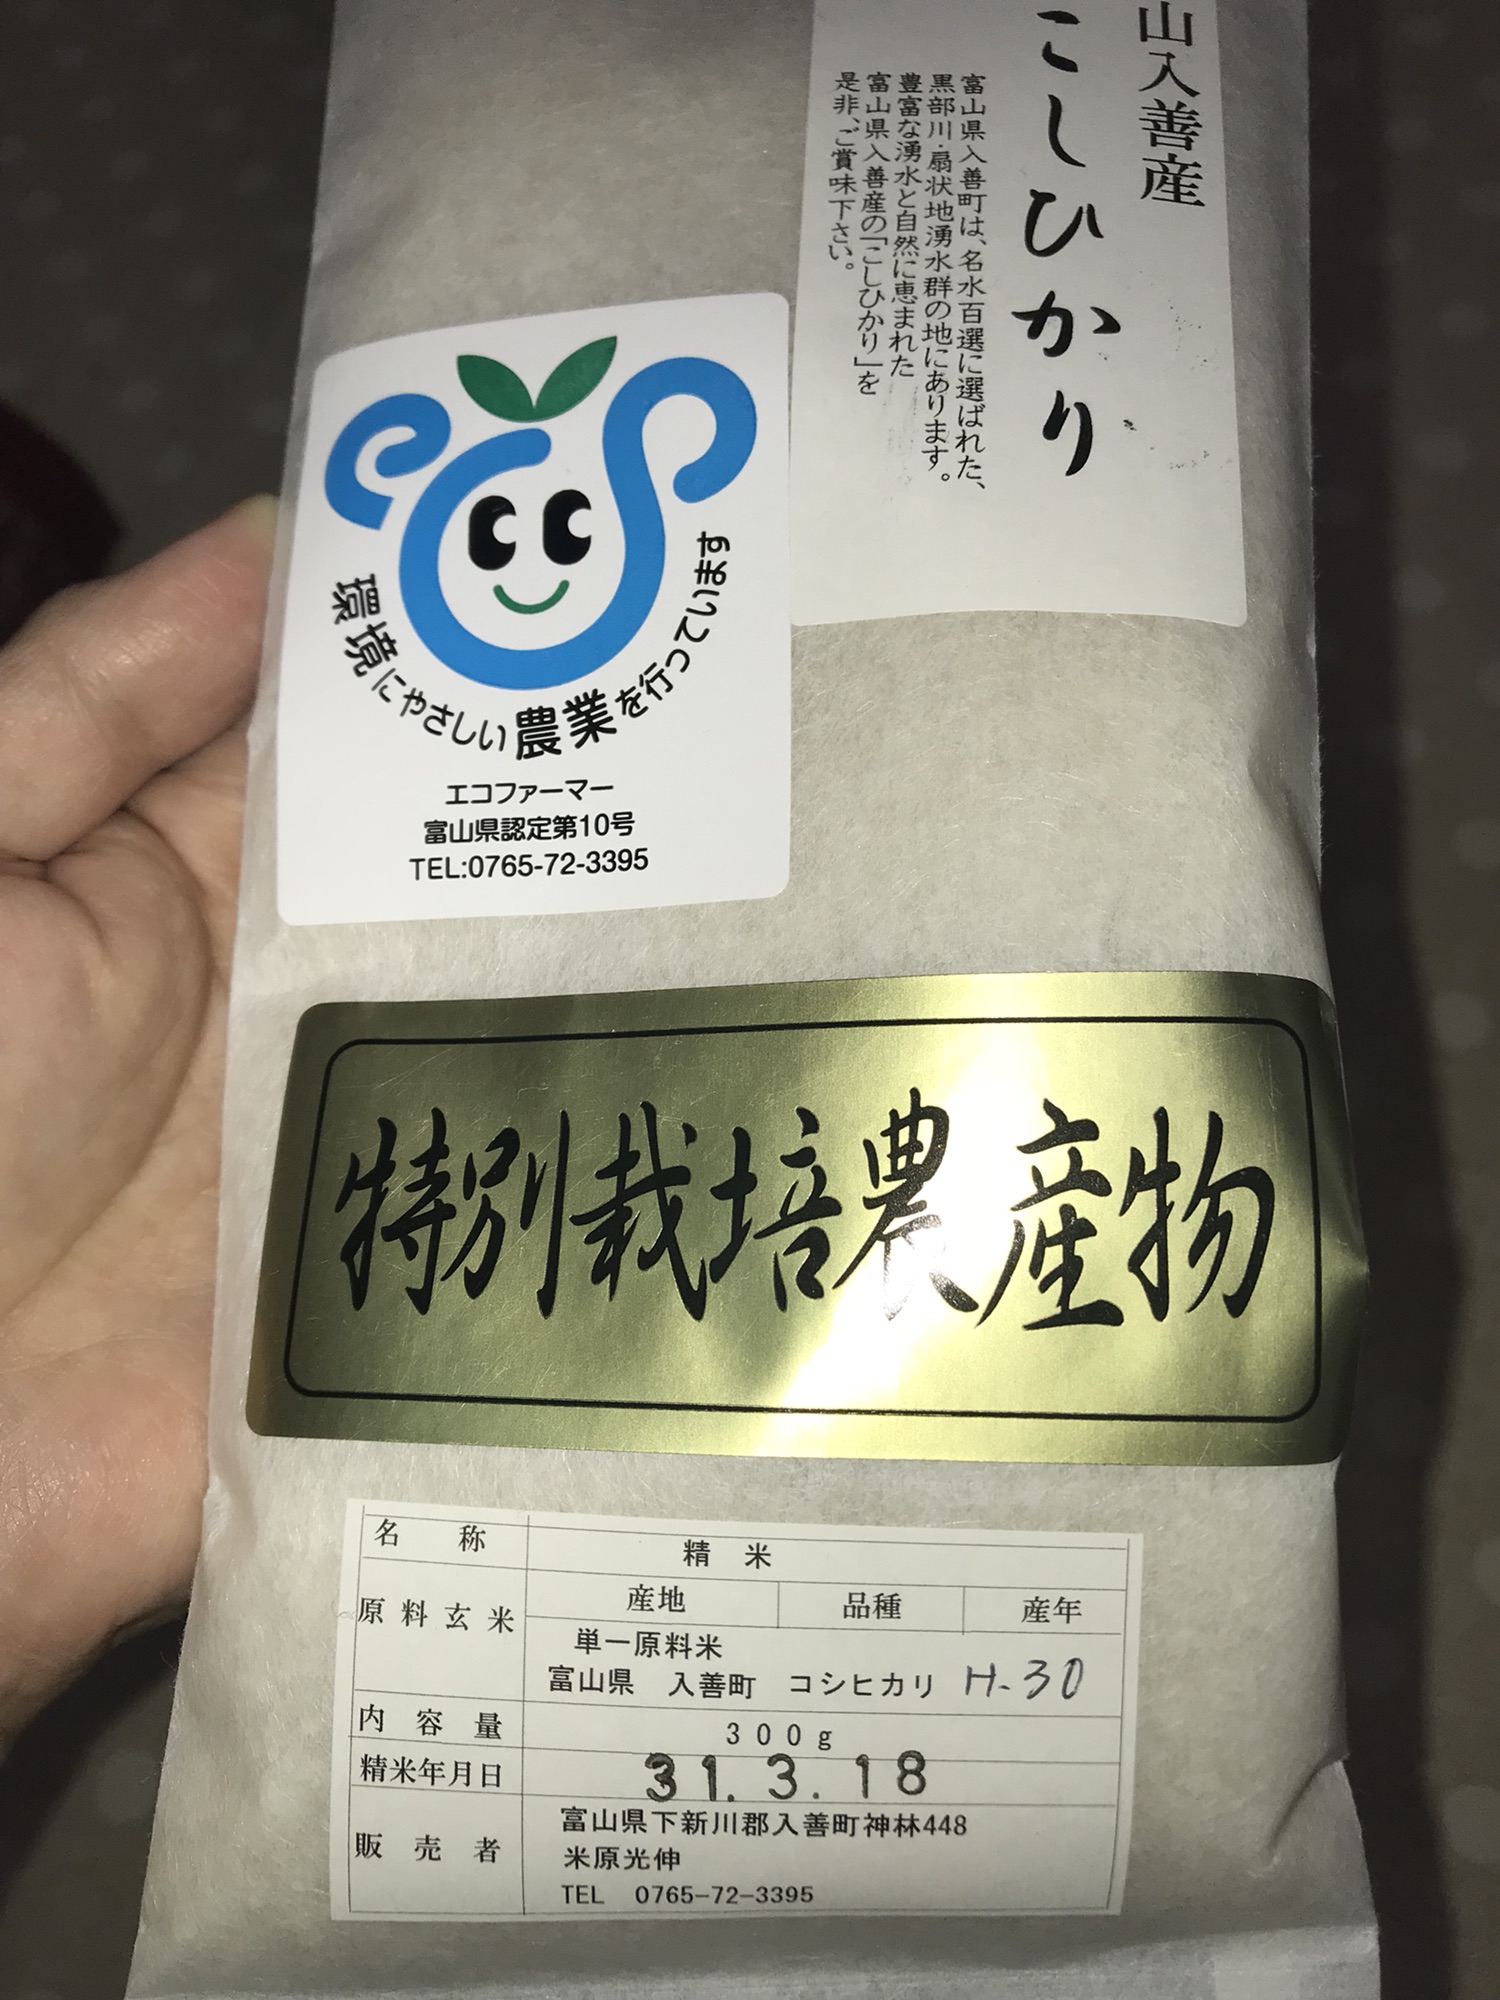 山入善産
こしひかり
富山県入善町は、名水百選に選ばれた、
黒部川・扇状地湧水群の地にあります。
豊富な湧水と自然に恵まれた
富山県入善産の「こしひかり」を
是非、ご賞味下さい。
環境にやさしい農業を行っています
エコファーマー
富山県認定第10号
TEL:0765-72-3395
特別栽培農産物
名称 精米
原料玄米 産地 品種 産年
単一原料米
富山県 入善町 コシヒカリ H-30
内容量 300g
精米年月日 31.3.18
販売者 富山県下新川郡入善町神林448
米原光伸
TEL 0765-72-3395